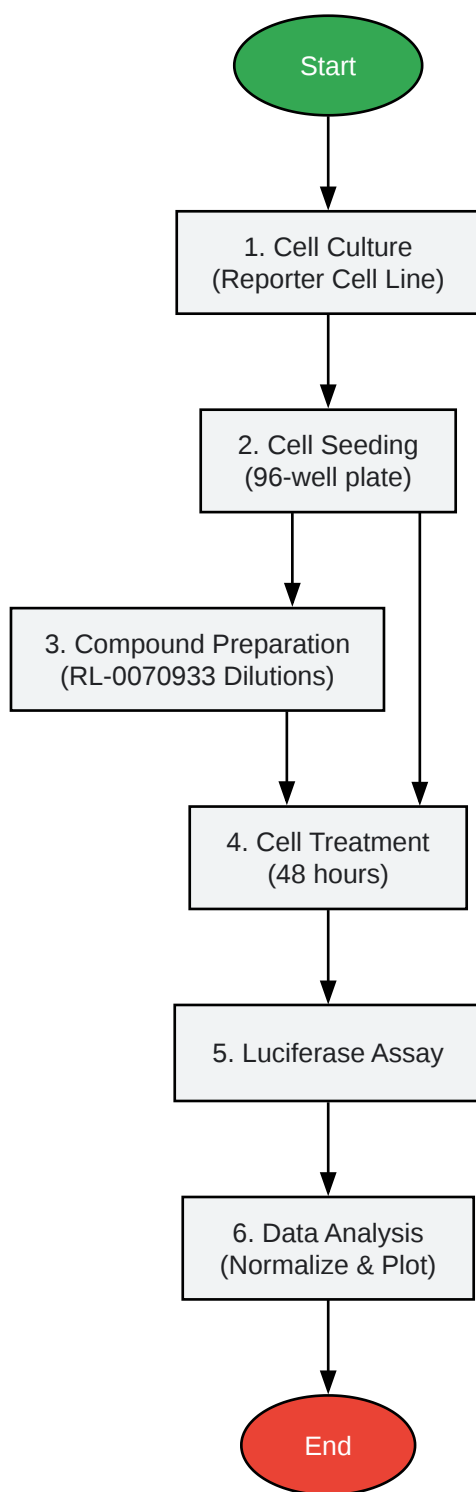 Start
1. Cell Culture
(Reporter Cell Line)
2. Cell Seeding
(96-well plate)
3. Compound Preparation
(RL-0070933 Dilutions)
4. Cell Treatment
(48 hours)
5. Luciferase Assay
6. Data Analysis
(Normalize & Plot)
End